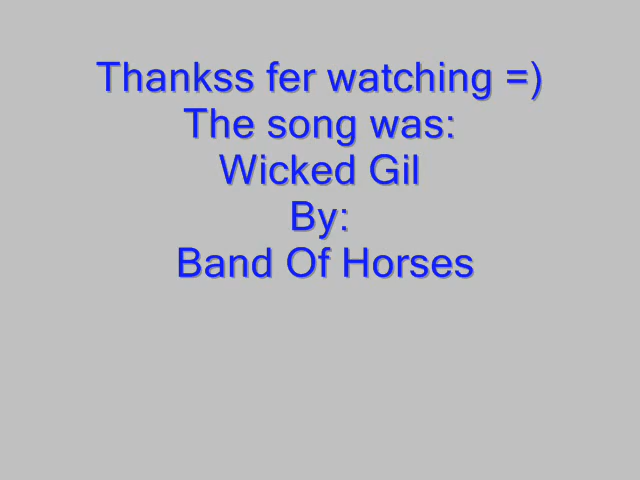 Thankss fer watching =)
The song was:
Wicked Gil
By:
Band Of Horses